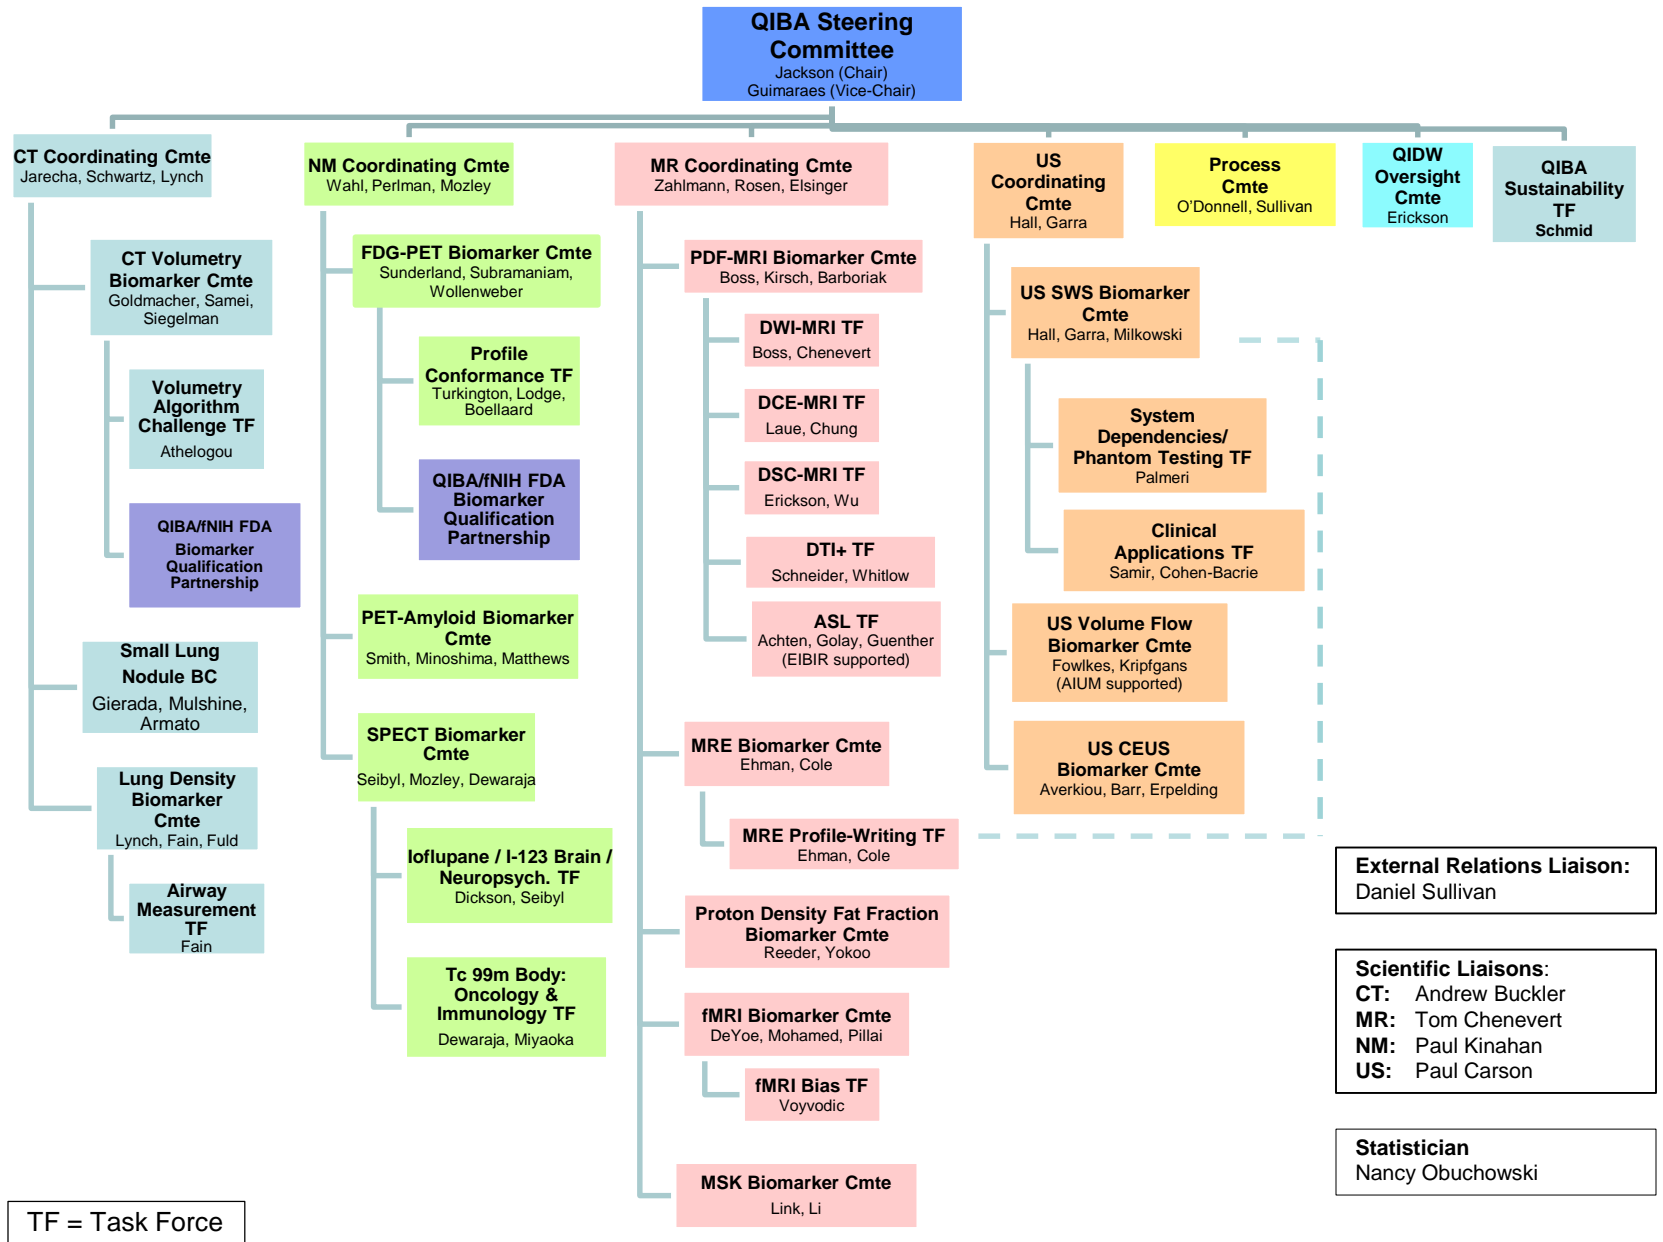 QIBA Steering
Committee
Jackson (Chair)
Guimaraes (Vice-Chair)
CT Coordinating Cmte
Jarecha, Schwartz, Lynch
CT Volumetry
Biomarker Cmte
Goldmacher, Samei,
Siegelman
Volumetry
Algorithm
Challenge TF
Athelogou
QIBA/fNIH FDA
Biomarker
Qualification
Partnership
Small Lung
Nodule BC
Gierada, Mulshine,
Armato
Lung Density
Biomarker
Cmte
Lynch, Fain, Fuld
Airway
Measurement
TF
Fain
NM Coordinating Cmte
Wahl, Perlman, Mozley
FDG-PET Biomarker Cmte
Sunderland, Subramaniam,
Wollenweber
Profile
Conformance TF
Turkington, Lodge,
Boellaard
QIBA/fNIH FDA
Biomarker
Qualification
Partnership
PET-Amyloid Biomarker
Cmte
Smith, Minoshima, Matthews
SPECT Biomarker
Cmte
Seibyl, Mozley, Dewaraja
Ioflupane / I-123 Brain /
Neuropsych. TF
Dickson, Seibyl
Tc 99m Body:
Oncology &
Immunology TF
Dewaraja, Miyaoka
MR Coordinating Cmte
Zahlmann, Rosen, Elsinger
PDF-MRI Biomarker Cmte
Boss, Kirsch, Barboriak
DWI-MRI TF
Boss, Chenevert
DCE-MRI TF
Laue, Chung
DSC-MRI TF
Erickson, Wu
DTI+ TF
Schneider, Whitlow
ASL TF
Achten, Golay, Guenther
(EIBIR supported)
MRE Biomarker Cmte
Ehman, Cole
MRE Profile-Writing TF
Ehman, Cole
Proton Density Fat Fraction
Biomarker Cmte
Reeder, Yokoo
fMRI Biomarker Cmte
DeYoe, Mohamed, Pillai
fMRI Bias TF
Voyvodic
MSK Biomarker Cmte
Link, Li
US
Coordinating
Cmte
Hall, Garra
US SWS Biomarker
Cmte
Hall, Garra, Milkowski
System
Dependencies/
Phantom Testing TF
Palmeri
Clinical
Applications TF
Samir, Cohen-Bacrie
US Volume Flow
Biomarker Cmte
Fowlkes, Kripfgans
(AIUM supported)
US CEUS
Biomarker Cmte
Averkiou, Barr, Erpelding
Process
Cmte
O'Donnell, Sullivan
QIDW
Oversight
Cmte
Erickson
QIBA
Sustainability
TF
Schmid
External Relations Liaison:
Daniel Sullivan
Scientific Liaisons:
CT: Andrew Buckler
MR: Tom Chenevert
NM: Paul Kinahan
US: Paul Carson
Statistician
Nancy Obuchowski
TF = Task Force